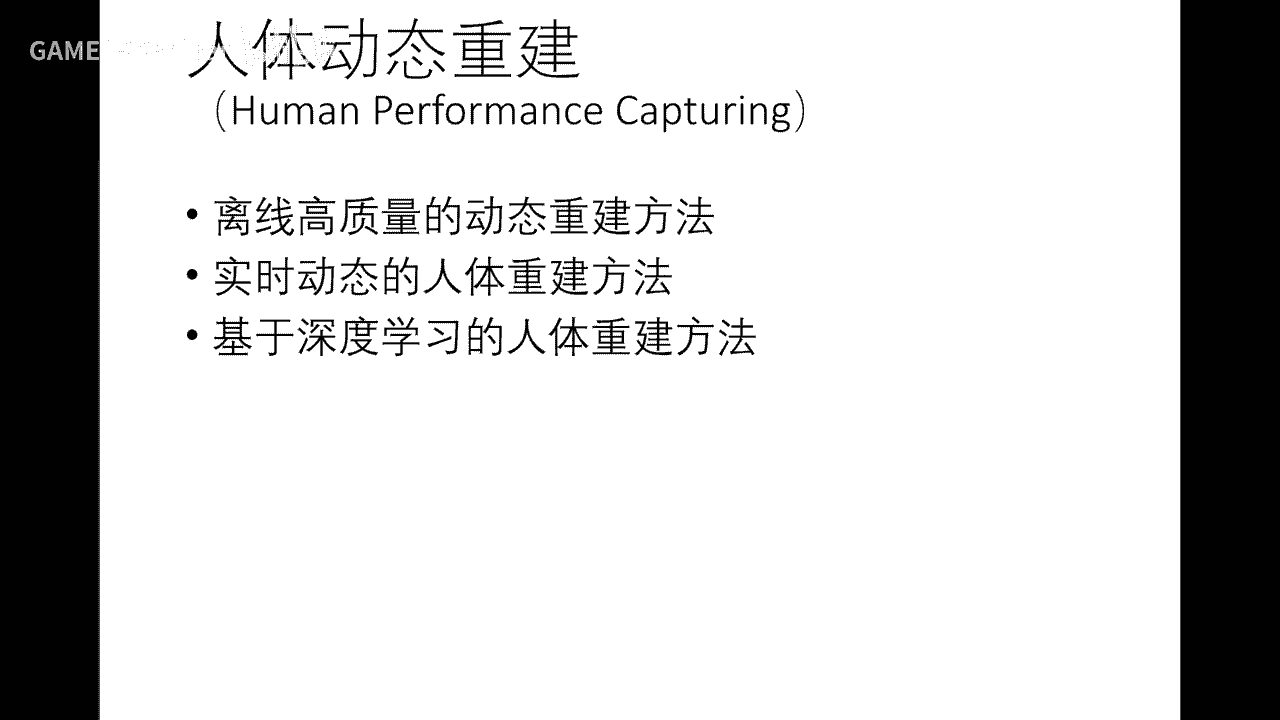 GAME
人体动态重建
（Human Performance Capturing）
• 离线高质量的动态重建方法
• 实时动态的人体重建方法
• 基于深度学习的人体重建方法